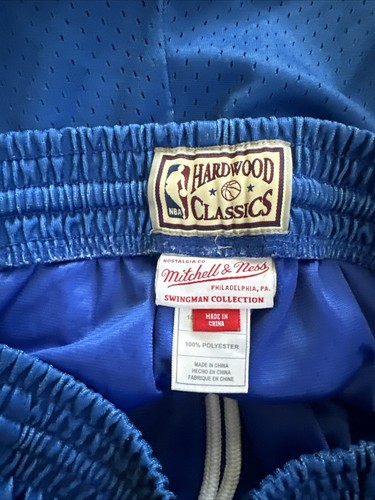 HARDWOOD
CLASSICS
NBA
NOSTALGIA CO.
Mitchell & Ness
PHILADELPHIA, PA.
SWINGMAN COLLECTION
MADE IN
CHINA
100% POLYESTER
MADE IN CHINA
HECHO EN CHINA
FABRIQUE EN CHINE